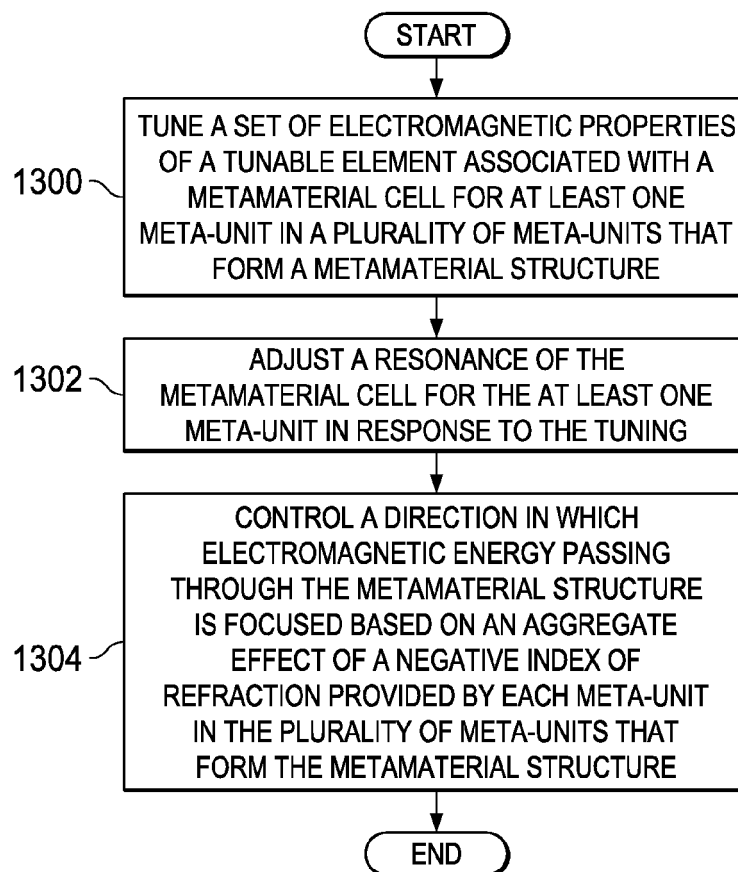 START
1300
TUNE A SET OF ELECTROMAGNETIC PROPERTIES
OF A TUNABLE ELEMENT ASSOCIATED WITH A
METAMATERIAL CELL FOR AT LEAST ONE
META-UNIT IN A PLURALITY OF META-UNITS THAT
FORM A METAMATERIAL STRUCTURE
1302
ADJUST A RESONANCE OF THE
METAMATERIAL CELL FOR THE AT LEAST ONE
META-UNIT IN RESPONSE TO THE TUNING
1304
CONTROL A DIRECTION IN WHICH
ELECTROMAGNETIC ENERGY PASSING
THROUGH THE METAMATERIAL STRUCTURE
IS FOCUSED BASED ON AN AGGREGATE
EFFECT OF A NEGATIVE INDEX OF
REFRACTION PROVIDED BY EACH META-UNIT
IN THE PLURALITY OF META-UNITS THAT
FORM THE METAMATERIAL STRUCTURE
END